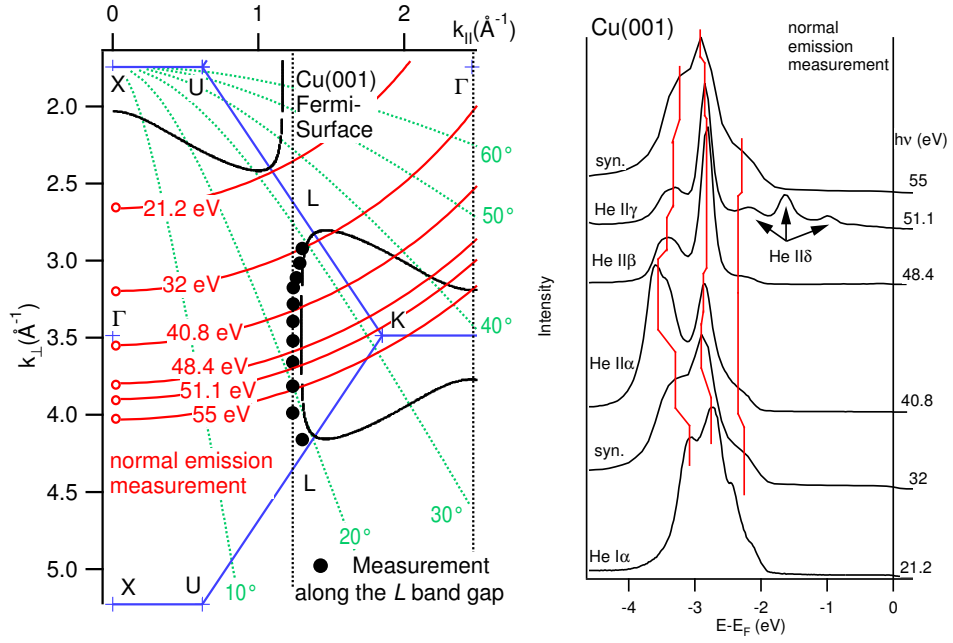 0
1
2
k||(Å⁻¹)
X
U
Γ
Cu(001)
Fermi-
Surface
2.0
60°
2.5
21.2 eV
L
50°
3.0
32 eV
Γ
K
40°
3.5
40.8 eV
k⊥(Å⁻¹)
48.4 eV
51.1 eV
4.0
55 eV
normal emission
measurement
L
4.5
30°
20°
5.0
X
U
10°
Measurement
along the L band gap
Cu(001)
normal
emission
measurement
hν (eV)
syn.
55
He IIγ
51.1
He IIδ
He IIβ
48.4
Intensity
He IIα
40.8
syn.
32
He Iα
21.2
-4
-3
-2
-1
0
E-E_F (eV)